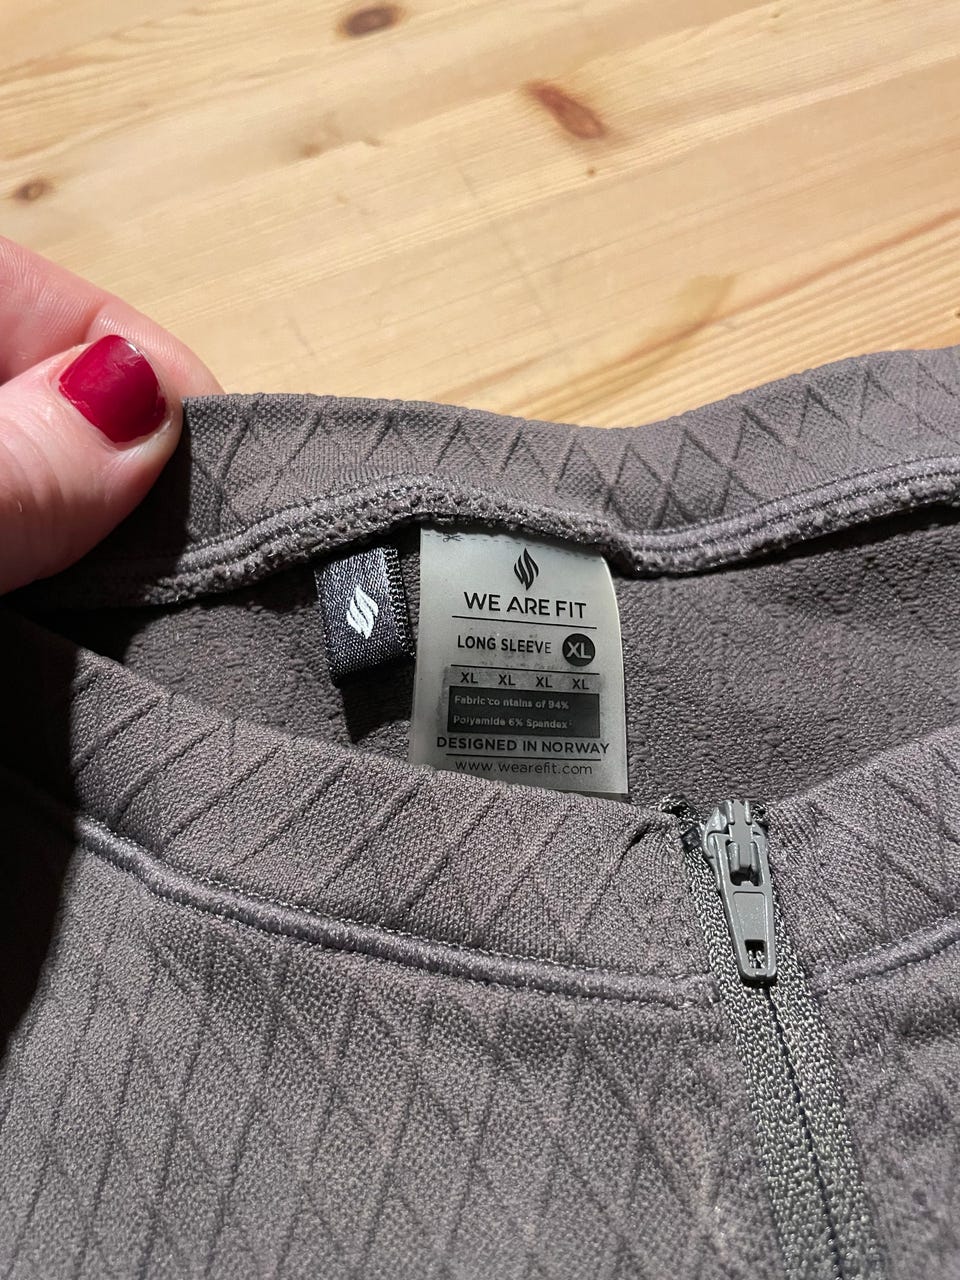 WE ARE FIT
LONG SLEEVE XL
XL XL XL XL
Fabric co ntains of 94%
Polyamide 6% Spandex
DESIGNED IN NORWAY
www.wearefit.com